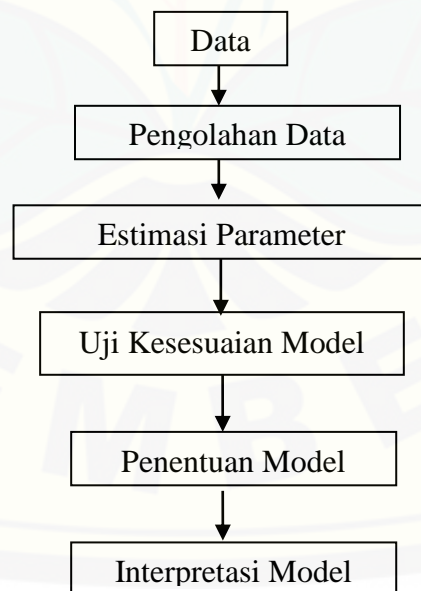 Data
Pengolahan Data
Estimasi Parameter
Uji Kesesuaian Model
Penentuan Model
Interpretasi Model